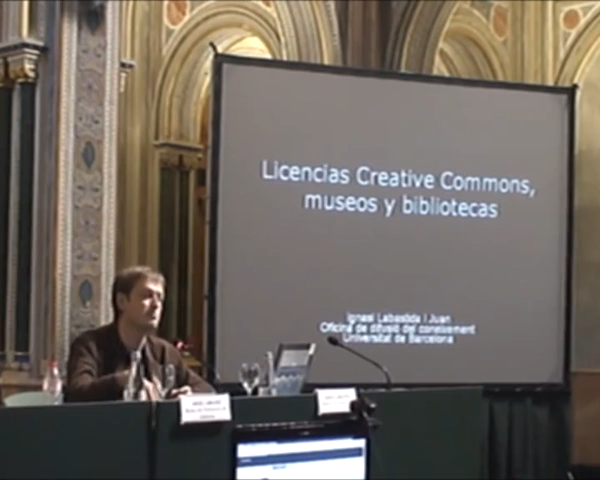 Licencias Creative Commons,
museos y bibliotecas
Ignasi Labastida i Juan
Oficina de difusió del coneixement
Universitat de Barcelona